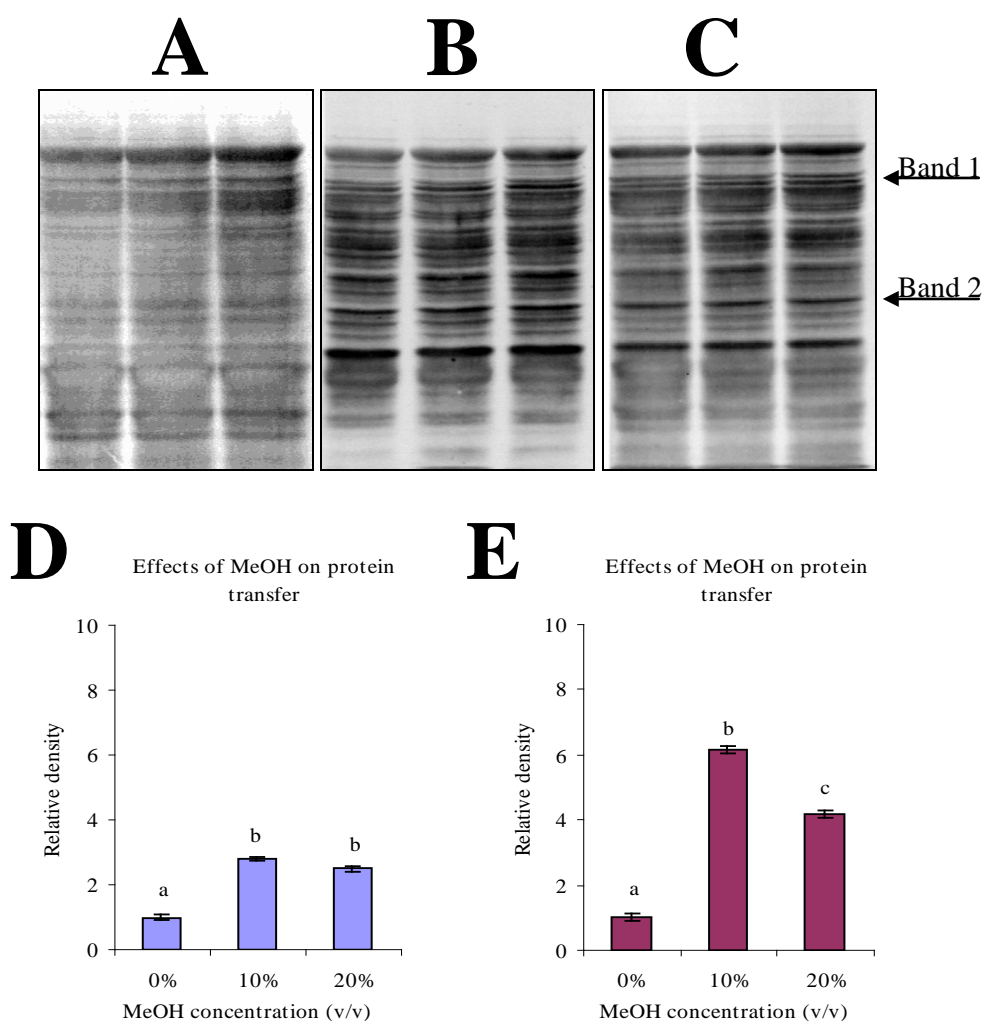 A
B
C
Band 1
Band 2
D
Effects of MeOH on protein
transfer
10
8
6
4
2
0
Relative density
a
b
b
0%
10%
20%
MeOH concentration (v/v)
E
Effects of MeOH on protein
transfer
10
8
6
4
2
0
Relative density
a
b
c
0%
10%
20%
MeOH concentration (v/v)